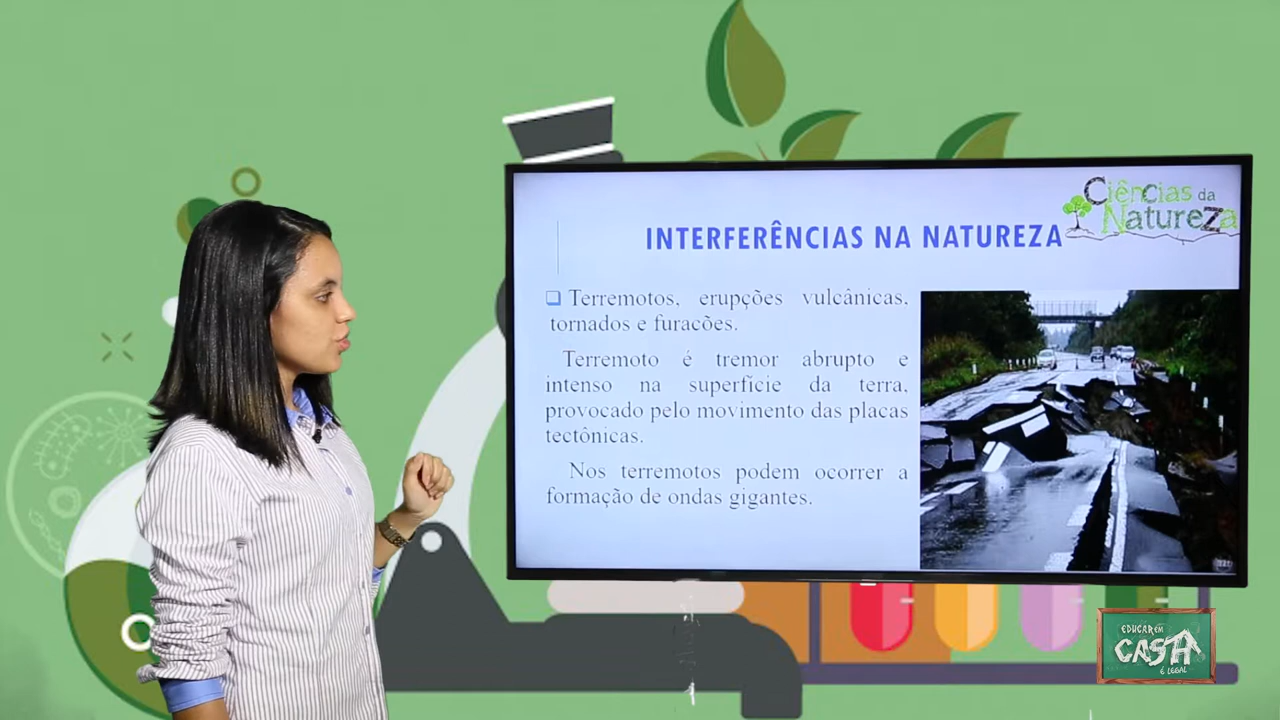 Ciências da
Natureza
INTERFERÊNCIAS NA NATUREZA
Terremotos, erupções vulcânicas,
tornados e furacões.
Terremoto é tremor abrupto e
intenso na superfície da terra,
provocado pelo movimento das placas
tectônicas.
Nos terremotos podem ocorrer a
formação de ondas gigantes.
EDUCAR EM
CASA
É LEGAL